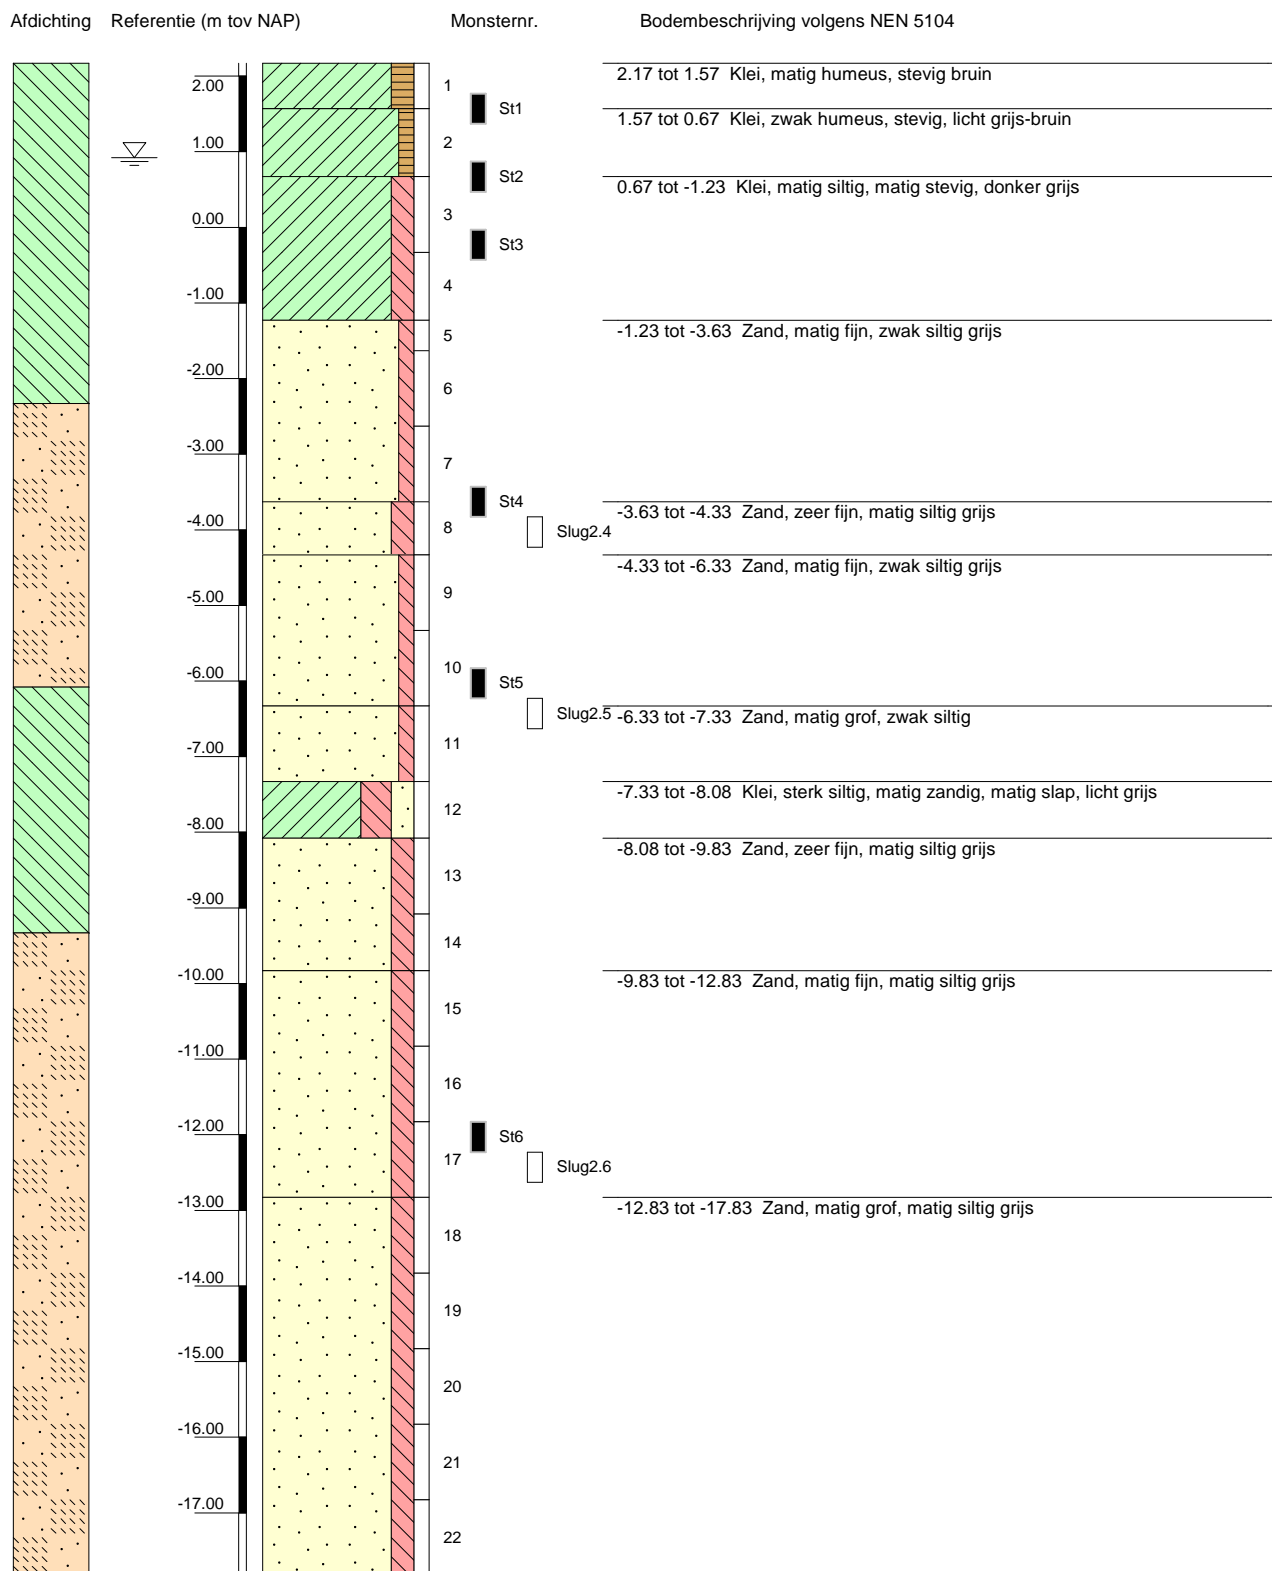 Afdichting Referentie (m tov NAP) Monsternr. Bodembeschrijving volgens NEN 5104
2.17 tot 1.57 Klei, matig humeus, stevig bruin
2.00 1
St1
1.57 tot 0.67 Klei, zwak humeus, stevig, licht grijs-bruin
1.00 2
St2
0.67 tot -1.23 Klei, matig siltig, matig stevig, donker grijs
0.00 3
St3
-1.00 4
-1.23 tot -3.63 Zand, matig fijn, zwak siltig grijs
5
-2.00 6
-3.00 7
St4
-3.63 tot -4.33 Zand, zeer fijn, matig siltig grijs
-4.00 8 Slug2.4
-4.33 tot -6.33 Zand, matig fijn, zwak siltig grijs
-5.00 9
-6.00 10 St5
Slug2.5 -6.33 tot -7.33 Zand, matig grof, zwak siltig
-7.00 11
-7.33 tot -8.08 Klei, sterk siltig, matig zandig, matig slap, licht grijs
-8.00 12
-8.08 tot -9.83 Zand, zeer fijn, matig siltig grijs
13
-9.00 14
-10.00 -9.83 tot -12.83 Zand, matig fijn, matig siltig grijs
15
-11.00 16
-12.00 St6
17 Slug2.6
-13.00 -12.83 tot -17.83 Zand, matig grof, matig siltig grijs
18
-14.00 19
-15.00 20
-16.00 21
-17.00 22